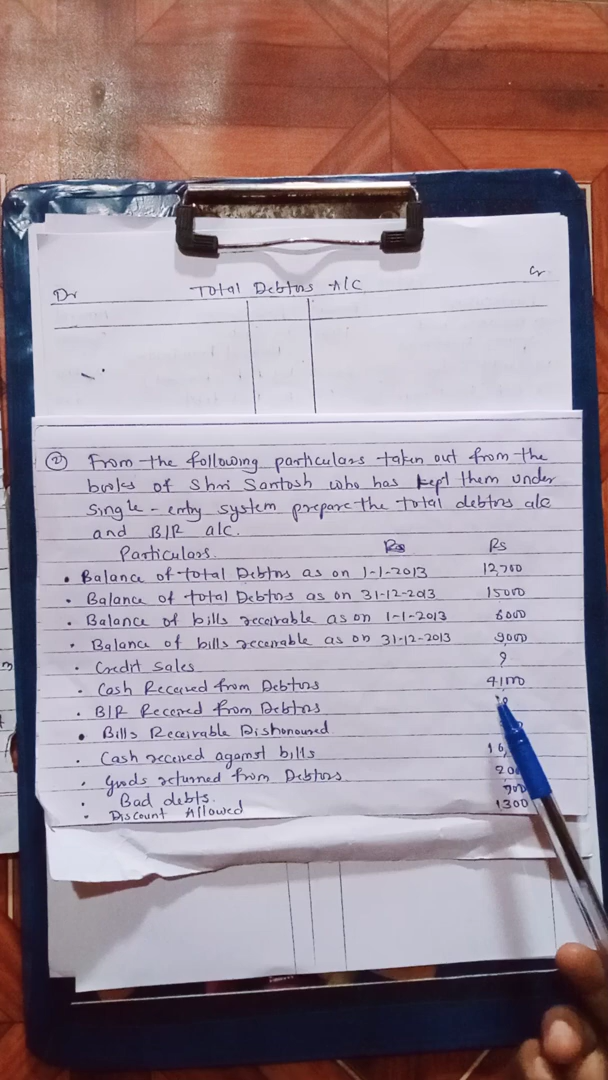 Dr Total Debtors A/C Cr
② From the following particulars taken out from the
books of Shri Santosh who has kept them under
single-entry system prepare the total debtors a/c
and B/R a/c.
Particulars. Rs Rs
• Balance of total Debtors as on 1-1-2013 12,700
• Balance of total Debtors as on 31-12-2013 15000
• Balance of bills receivable as on 1-1-2013
• Balance of bills receivable as on 31-12-2013 9000
• Credit sales ?
• Cash Received from Debtors
• B/R Received from Debtors
• Bills Receivable Dishonoured
• Cash received against bills
• Goods returned from Debtors
• Bad debts.
• Discount Allowed 1300